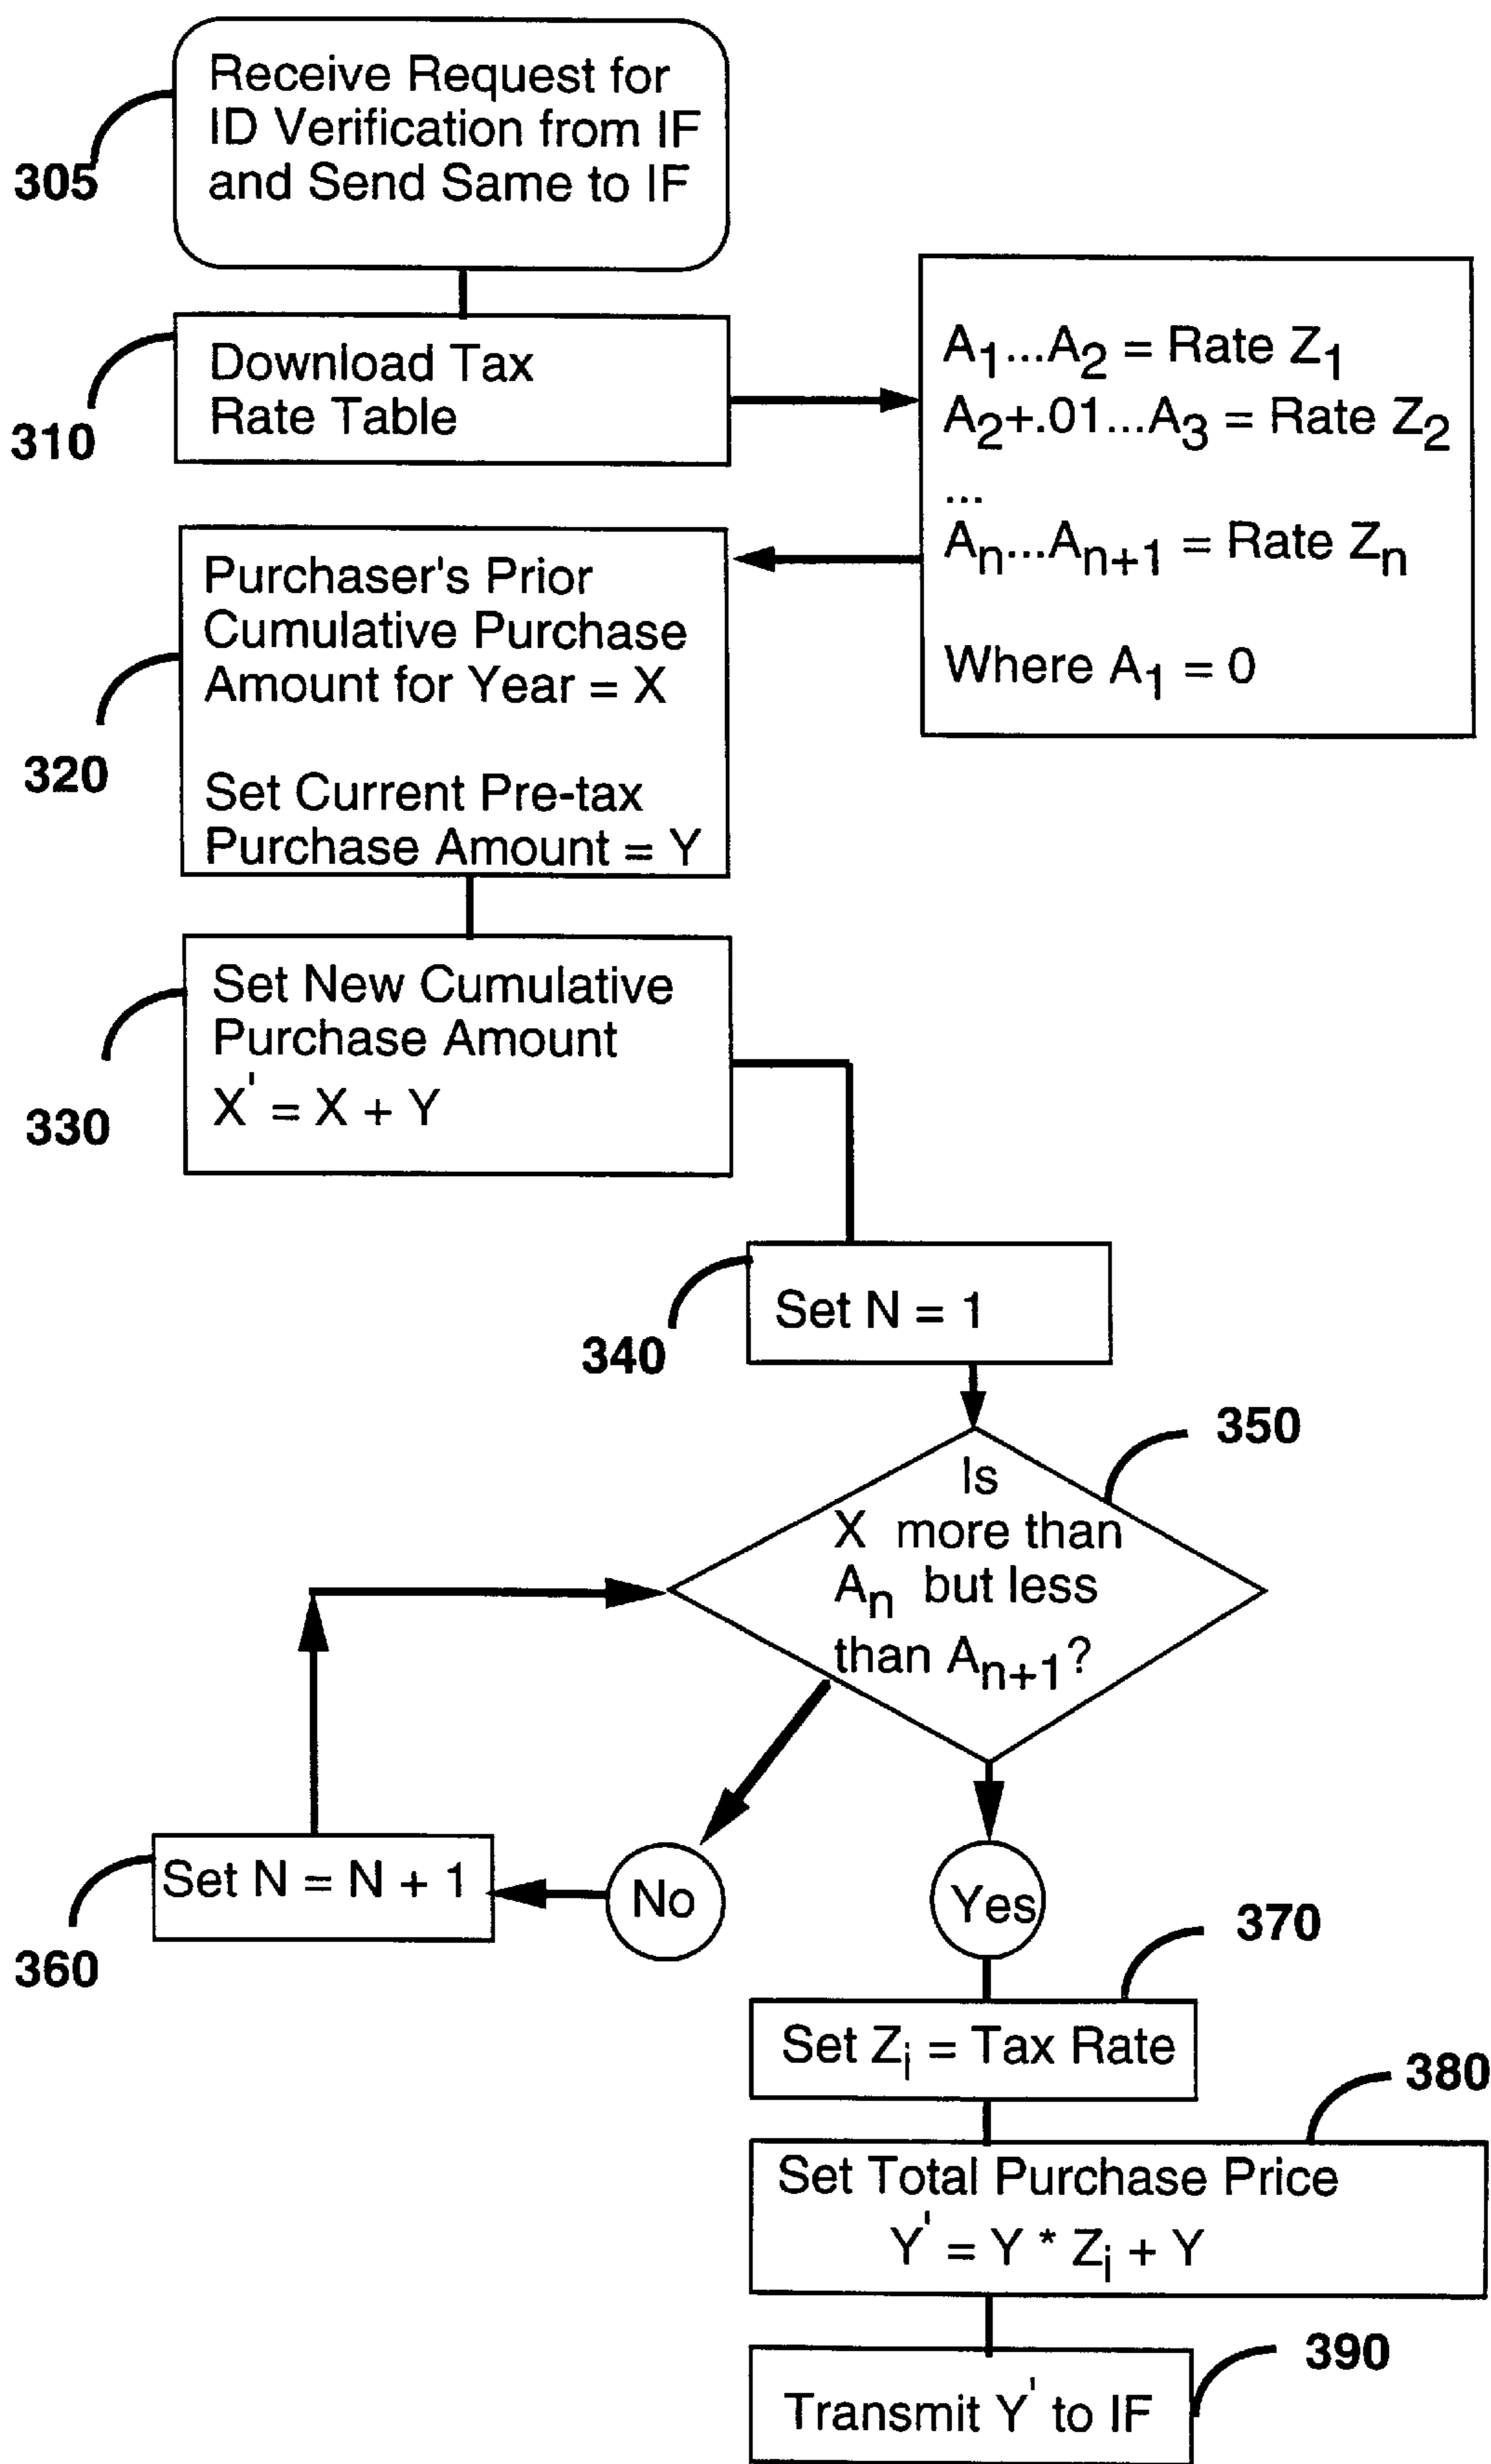 Receive Request for
ID Verification from IF
and Send Same to IF
305
Download Tax
Rate Table
310
A1...A2 = Rate Z1
A2+.01...A3 = Rate Z2
...
An...An+1 = Rate Zn
Where A1 = 0
Purchaser's Prior
Cumulative Purchase
Amount for Year = X
320
Set Current Pre-tax
Purchase Amount = Y
Set New Cumulative
Purchase Amount
X' = X + Y
330
Set N = 1
340
350
Is
X more than
An but less
than An+1?
No
Yes
Set N = N + 1
360
370
Set Zi = Tax Rate
380
Set Total Purchase Price
Y' = Y * Zi + Y
390
Transmit Y' to IF